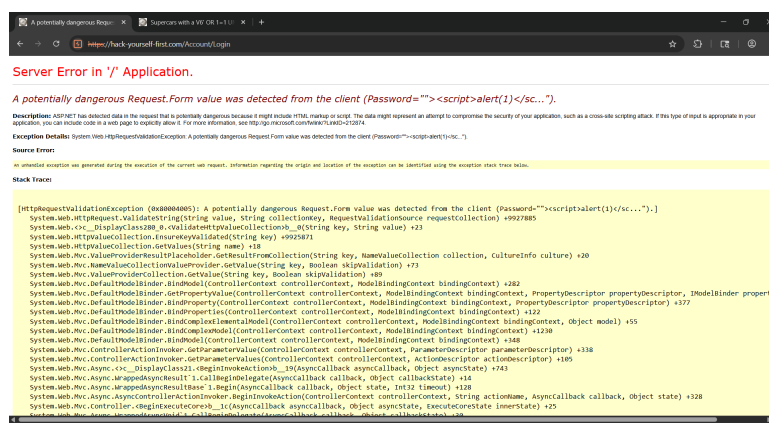 A potentially dangerous Reque
Supercars with a V6' OR 1=1 U
https://hack-yourself-first.com/Account/Login
Server Error in '/' Application.
A potentially dangerous Request.Form value was detected from the client (Password=""><script>alert(1)</sc...").
Description: ASP.NET has detected data in the request that is potentially dangerous because it might include HTML markup or script. The data might represent an attempt to compromise the security of your application, such as a cross-site scripting attack. If this type of input is appropriate in your
application, you can include code in a web page to explicitly allow it. For more information, see http://go.microsoft.com/fwlink/?LinkID=212874.
Exception Details: System.Web.HttpRequestValidationException: A potentially dangerous Request.Form value was detected from the client (Password=""><script>alert(1)</sc...").
Source Error:
An unhandled exception was generated during the execution of the current web request. Information regarding the origin and location of the exception can be identified using the exception stack trace below.
Stack Trace:
[HttpRequestValidationException (0x80004005): A potentially dangerous Request.Form value was detected from the client (Password=""><script>alert(1)</sc...").]
System.Web.HttpRequest.ValidateString(String value, String collectionKey, RequestValidationSource requestCollection) +9927885
System.Web.<>c__DisplayClass280_0.<ValidateHttpValueCollection>b__0(String key, String value) +23
System.Web.HttpValueCollection.EnsureKeyValidated(String key) +9925871
System.Web.HttpValueCollection.GetValues(String name) +18
System.Web.Mvc.ValueProviderResultPlaceholder.GetResultFromCollection(String key, NameValueCollection collection, CultureInfo culture) +20
System.Web.Mvc.NameValueCollectionValueProvider.GetValue(String key, Boolean skipValidation) +73
System.Web.Mvc.ValueProviderCollection.GetValue(String key, Boolean skipValidation) +89
System.Web.Mvc.DefaultModelBinder.BindModel(ControllerContext controllerContext, ModelBindingContext bindingContext) +282
System.Web.Mvc.DefaultModelBinder.GetPropertyValue(ControllerContext controllerContext, ModelBindingContext bindingContext, PropertyDescriptor propertyDescriptor, IModelBinder propert
System.Web.Mvc.DefaultModelBinder.BindProperty(ControllerContext controllerContext, ModelBindingContext bindingContext, PropertyDescriptor propertyDescriptor) +377
System.Web.Mvc.DefaultModelBinder.BindProperties(ControllerContext controllerContext, ModelBindingContext bindingContext) +122
System.Web.Mvc.DefaultModelBinder.BindComplexElementalModel(ControllerContext controllerContext, ModelBindingContext bindingContext, Object model) +55
System.Web.Mvc.DefaultModelBinder.BindComplexModel(ControllerContext controllerContext, ModelBindingContext bindingContext) +1230
System.Web.Mvc.DefaultModelBinder.BindModel(ControllerContext controllerContext, ModelBindingContext bindingContext) +348
System.Web.Mvc.ControllerActionInvoker.GetParameterValue(ControllerContext controllerContext, ParameterDescriptor parameterDescriptor) +338
System.Web.Mvc.ControllerActionInvoker.GetParameterValues(ControllerContext controllerContext, ActionDescriptor actionDescriptor) +105
System.Web.Mvc.Async.<>c__DisplayClass21.<BeginInvokeAction>b__19(AsyncCallback asyncCallback, Object asyncState) +743
System.Web.Mvc.Async.WrappedAsyncResult`1.CallBeginDelegate(AsyncCallback callback, Object callbackState) +14
System.Web.Mvc.Async.WrappedAsyncResultBase`1.Begin(AsyncCallback callback, Object state, Int32 timeout) +128
System.Web.Mvc.Async.AsyncControllerActionInvoker.BeginInvokeAction(ControllerContext controllerContext, String actionName, AsyncCallback callback, Object state) +328
System.Web.Mvc.Controller.<BeginExecuteCore>b__1c(AsyncCallback asyncCallback, Object asyncState, ExecuteCoreState innerState) +25